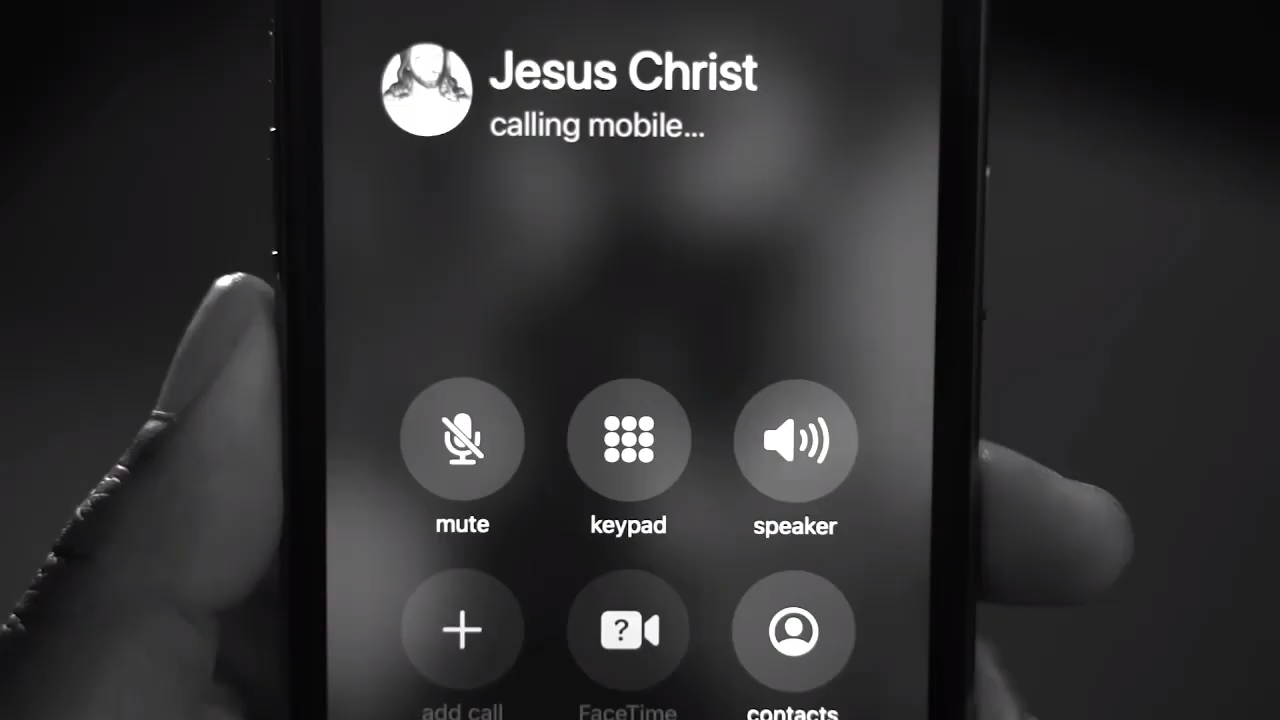 Jesus Christ
calling mobile...
mute
keypad
speaker
add call
FaceTime
contacts